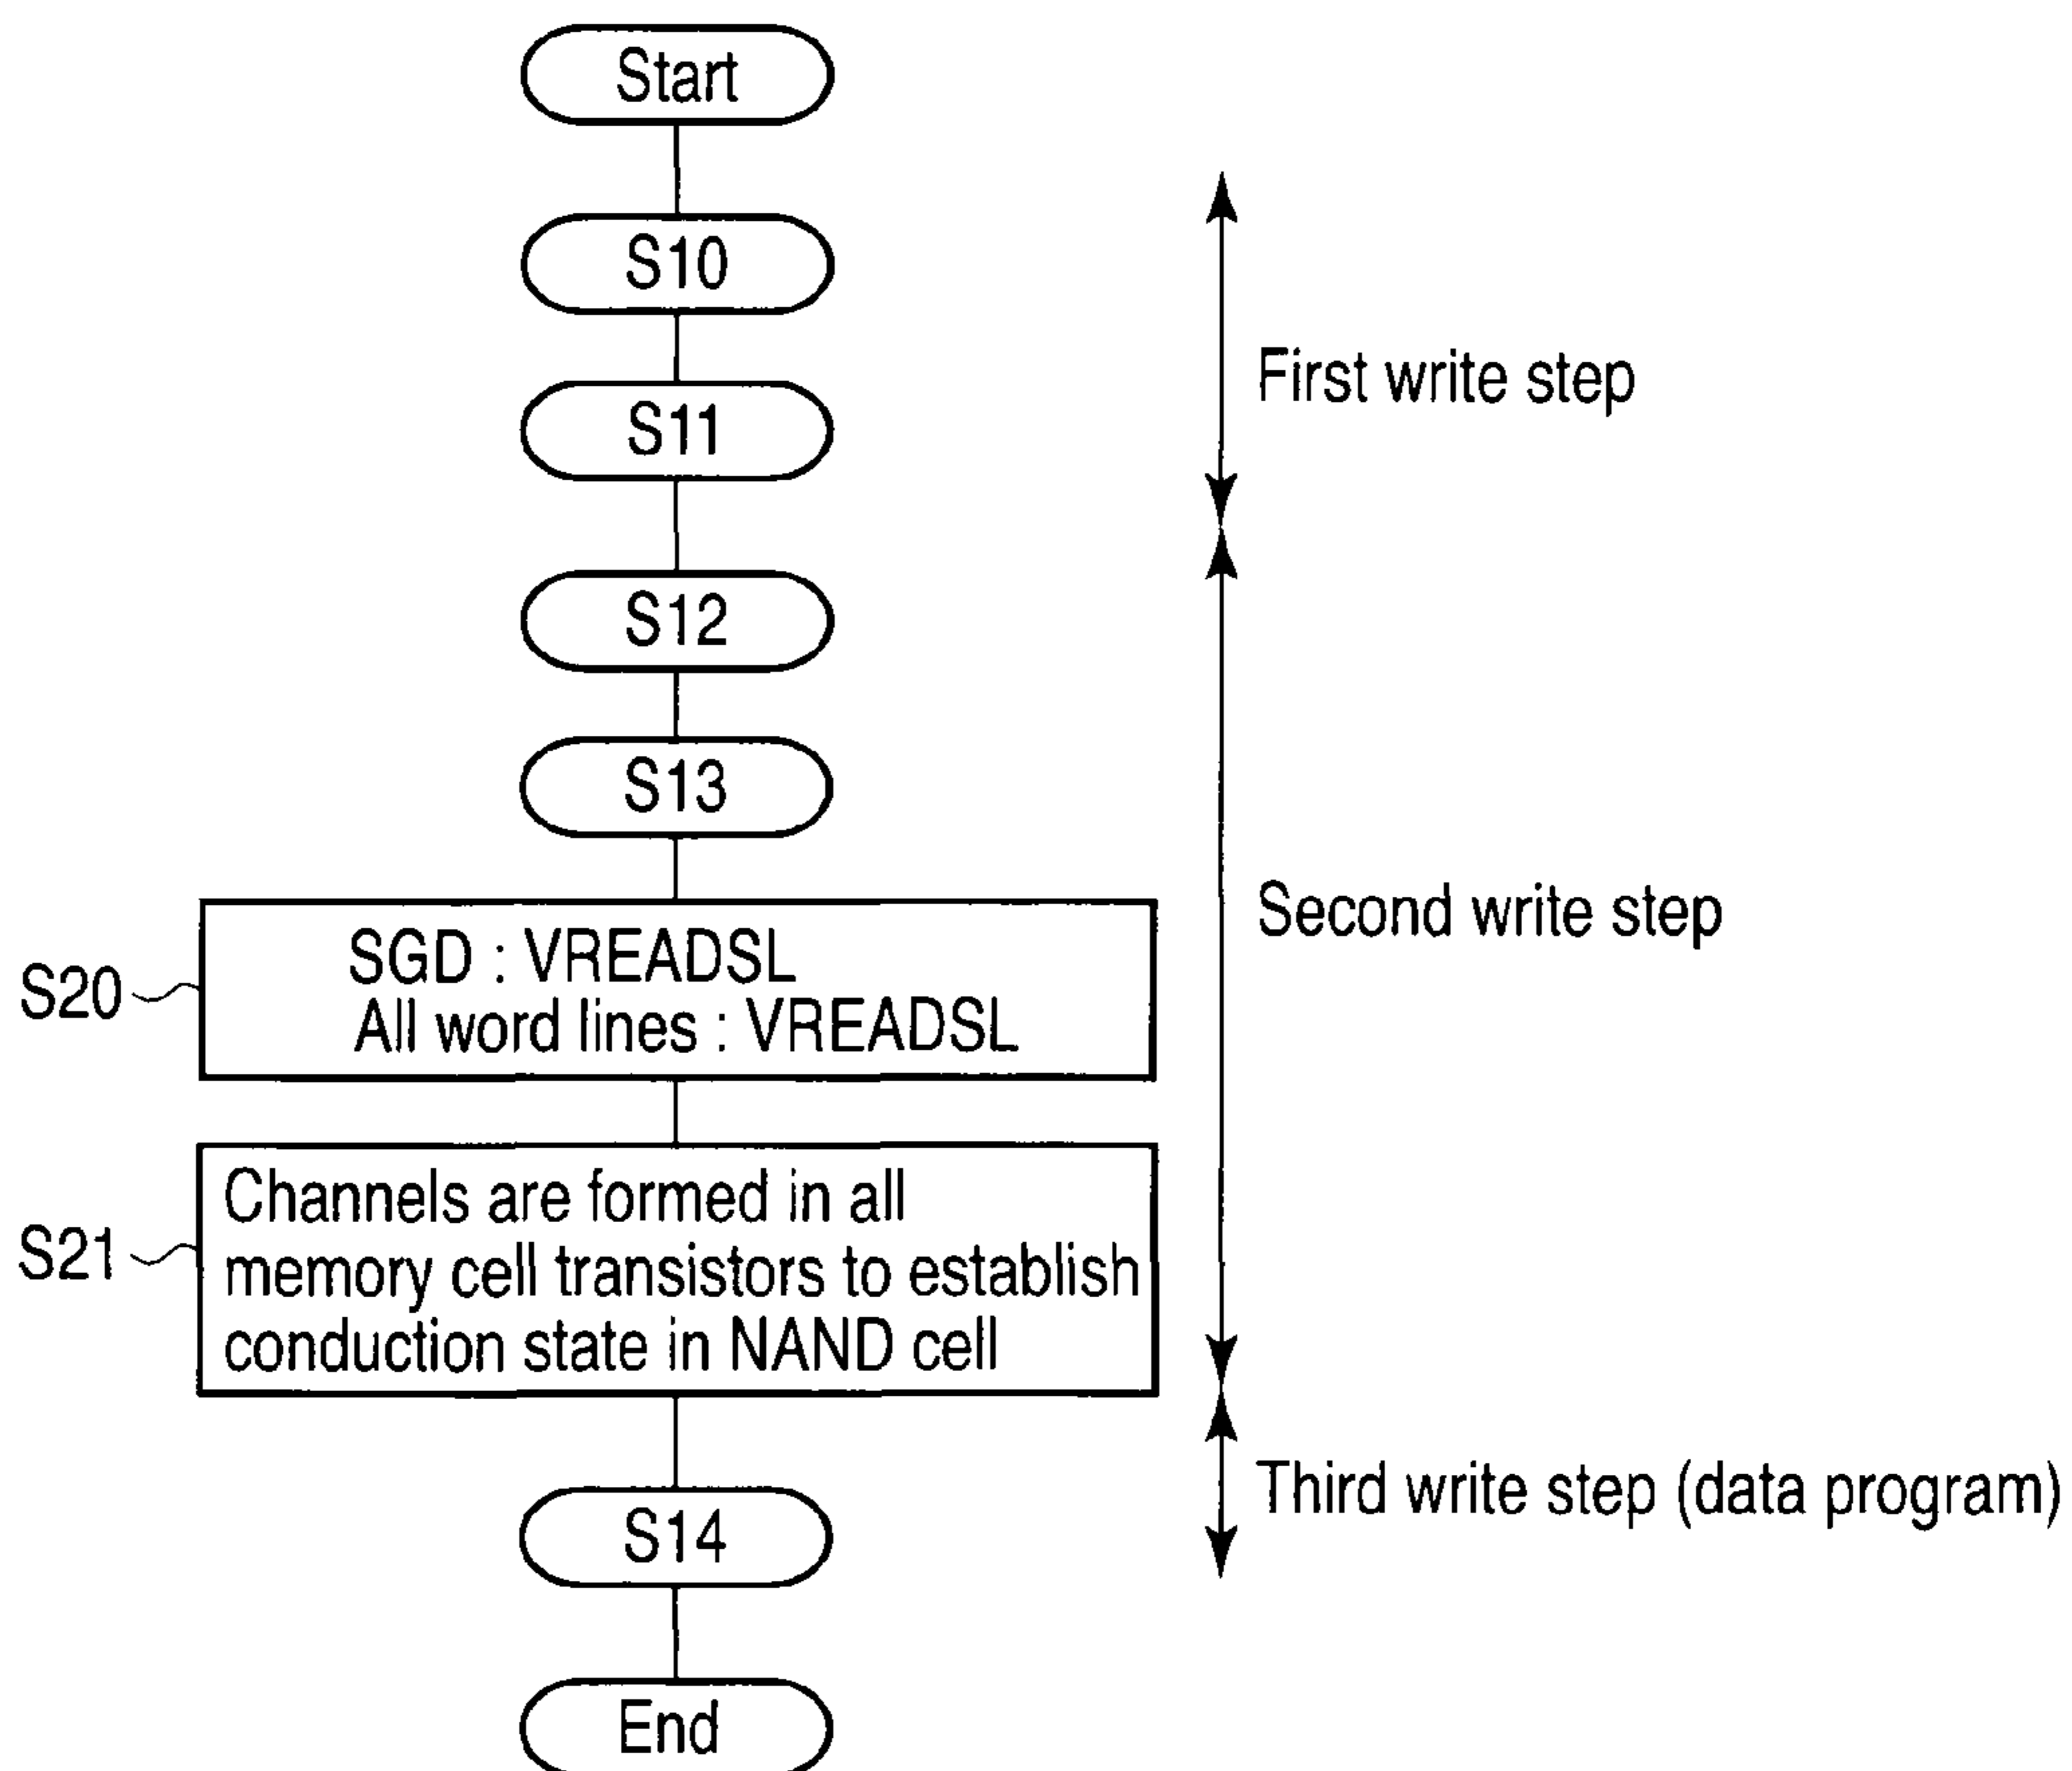 Start
S10
S11
First write step
S12
S13
Second write step
S20
SGD : VREADSL
All word lines : VREADSL
S21
Channels are formed in all
memory cell transistors to establish
conduction state in NAND cell
Third write step (data program)
S14
End